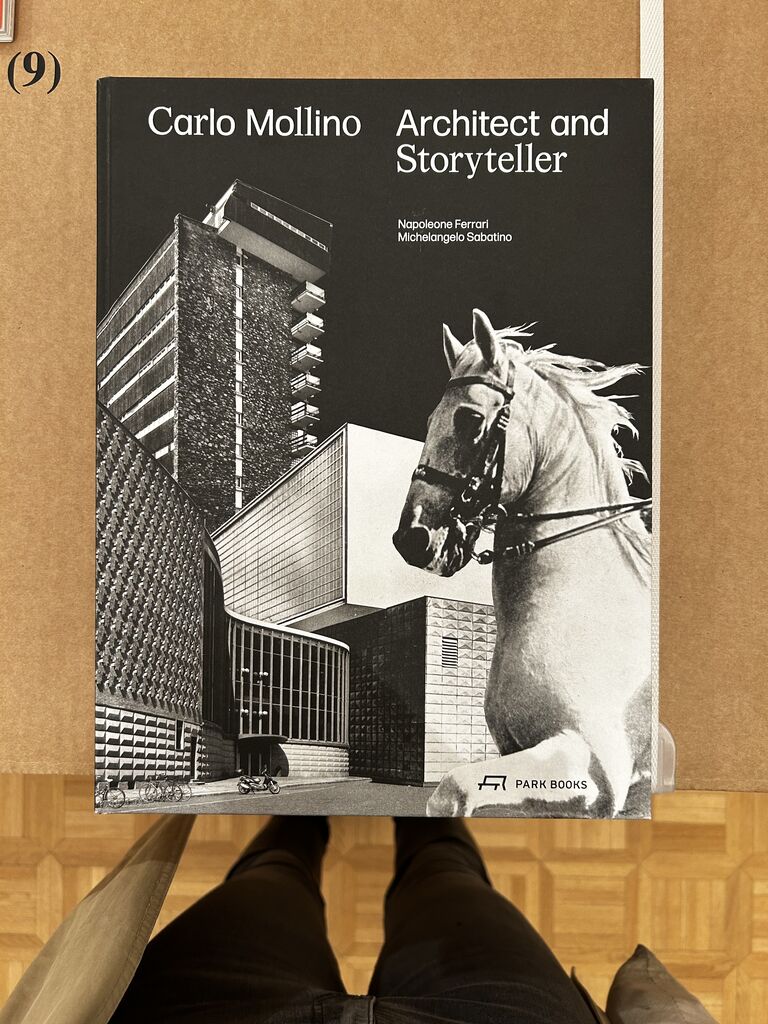 (9)
Carlo Mollino
Architect and
Storyteller
Napoleone Ferrari
Michelangelo Sabatino
PARK BOOKS